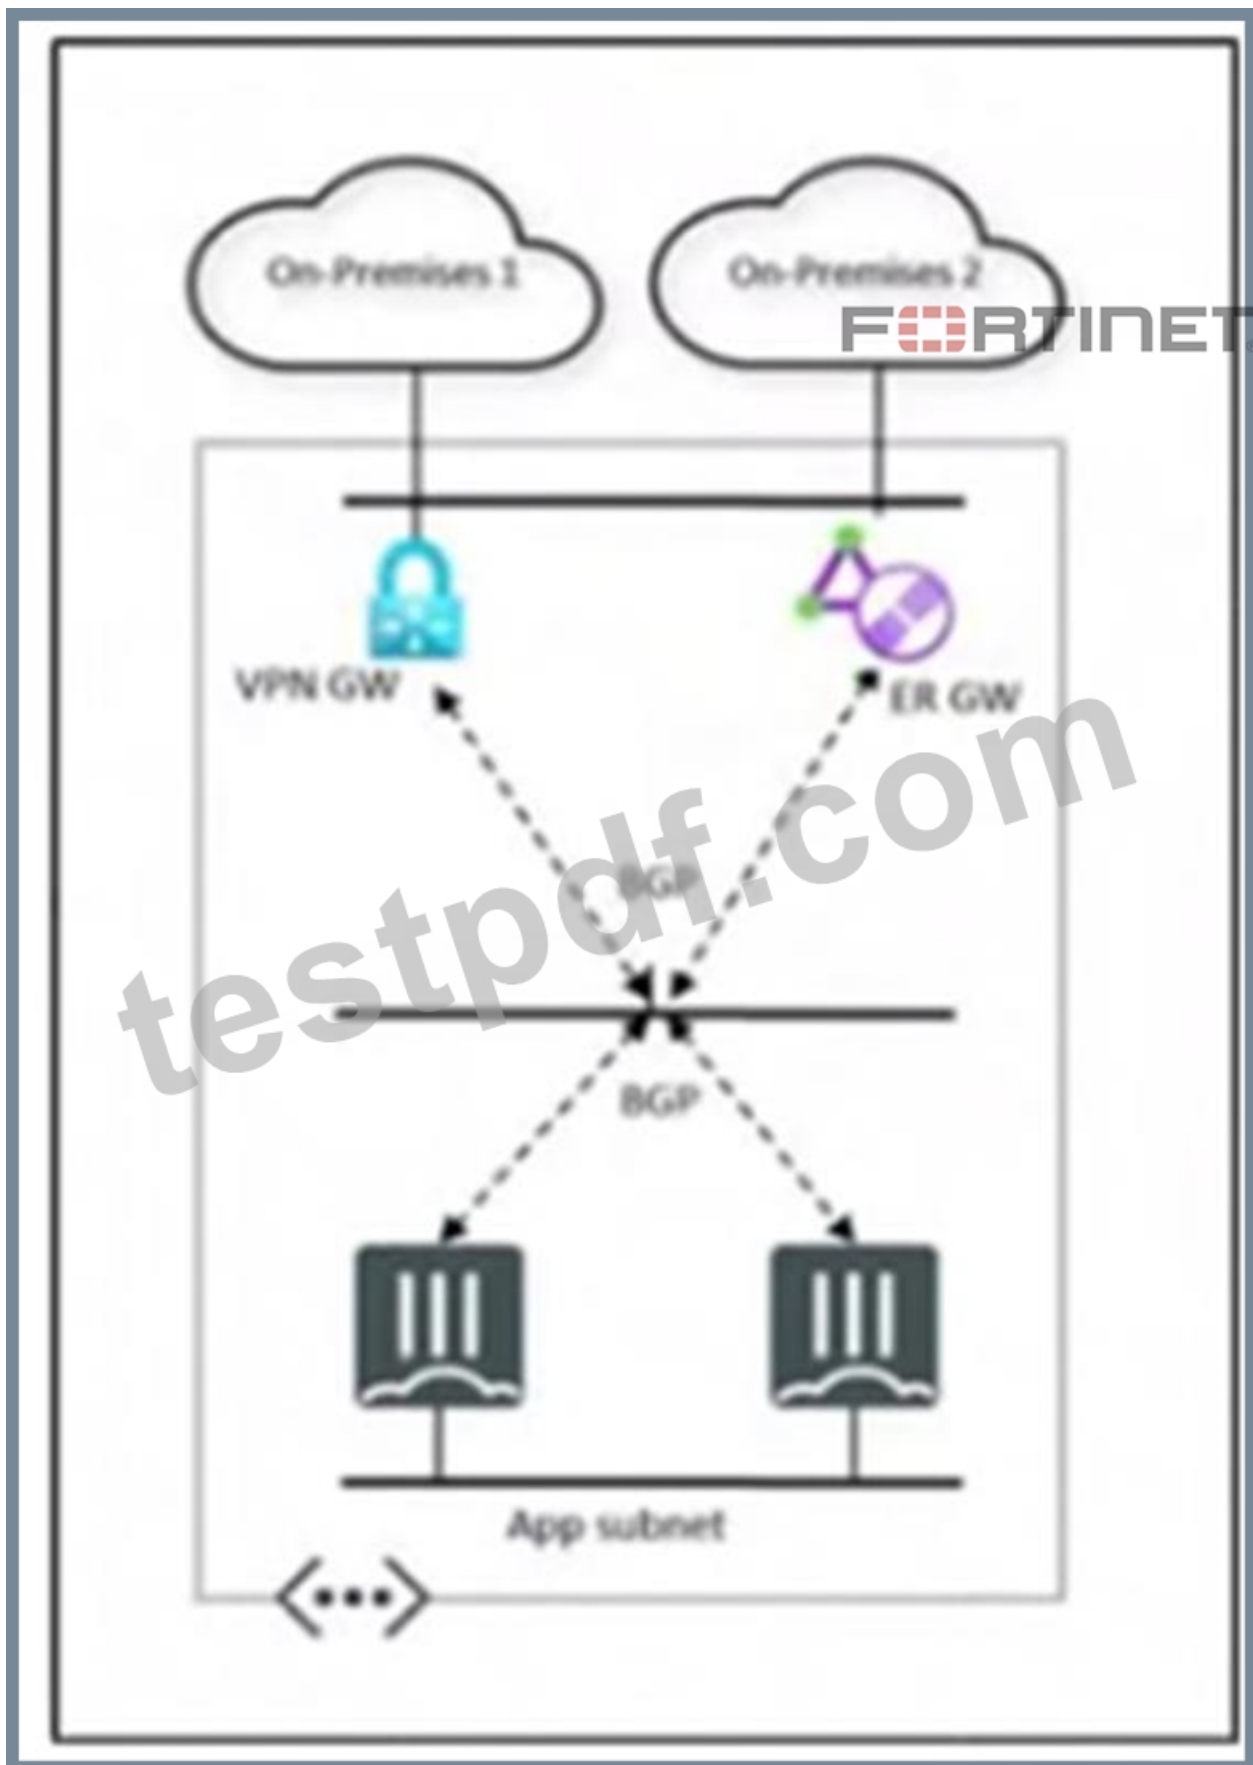 On-Premises 1
On-Premises 2
FORTINET
VPN GW
ER GW
testpdf.com
BGP
BGP
App subnet